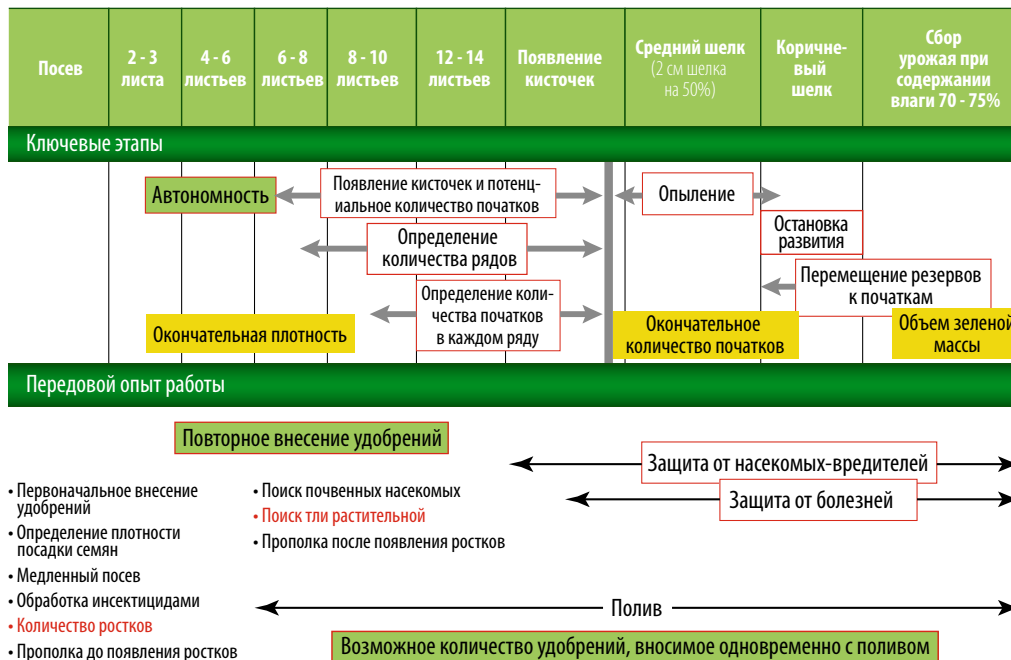 Посев
2 - 3
листа
4 - 6
листьев
6 - 8
листьев
8 - 10
листьев
12 - 14
листьев
Появление
кисточек
Средний шелк
(2 см шелка
на 50%)
Коричне-
вый
шелк
Сбор
урожая при
содержании
влаги 70 - 75%
Ключевые этапы
Автономность
Появление кисточек и потенц-
иальное количество початков
Опыление
Определение
количества рядов
Остановка
развития
Определение коли-
чества початков
в каждом ряду
Перемещение резервов
к початкам
Окончательная плотность
Окончательное
количество початков
Объем зеленой
массы
Передовой опыт работы
Повторное внесение удобрений
Защита от насекомых-вредителей
Защита от болезней
• Первоначальное внесение
удобрений
• Определение плотности
посадки семян
• Медленный посев
• Обработка инсектицидами
• Количество ростков
• Прополка до появления ростков
• Поиск почвенных насекомых
• Поиск тли растительной
• Прополка после появления ростков
Полив
Возможное количество удобрений, вносимое одновременно с поливом